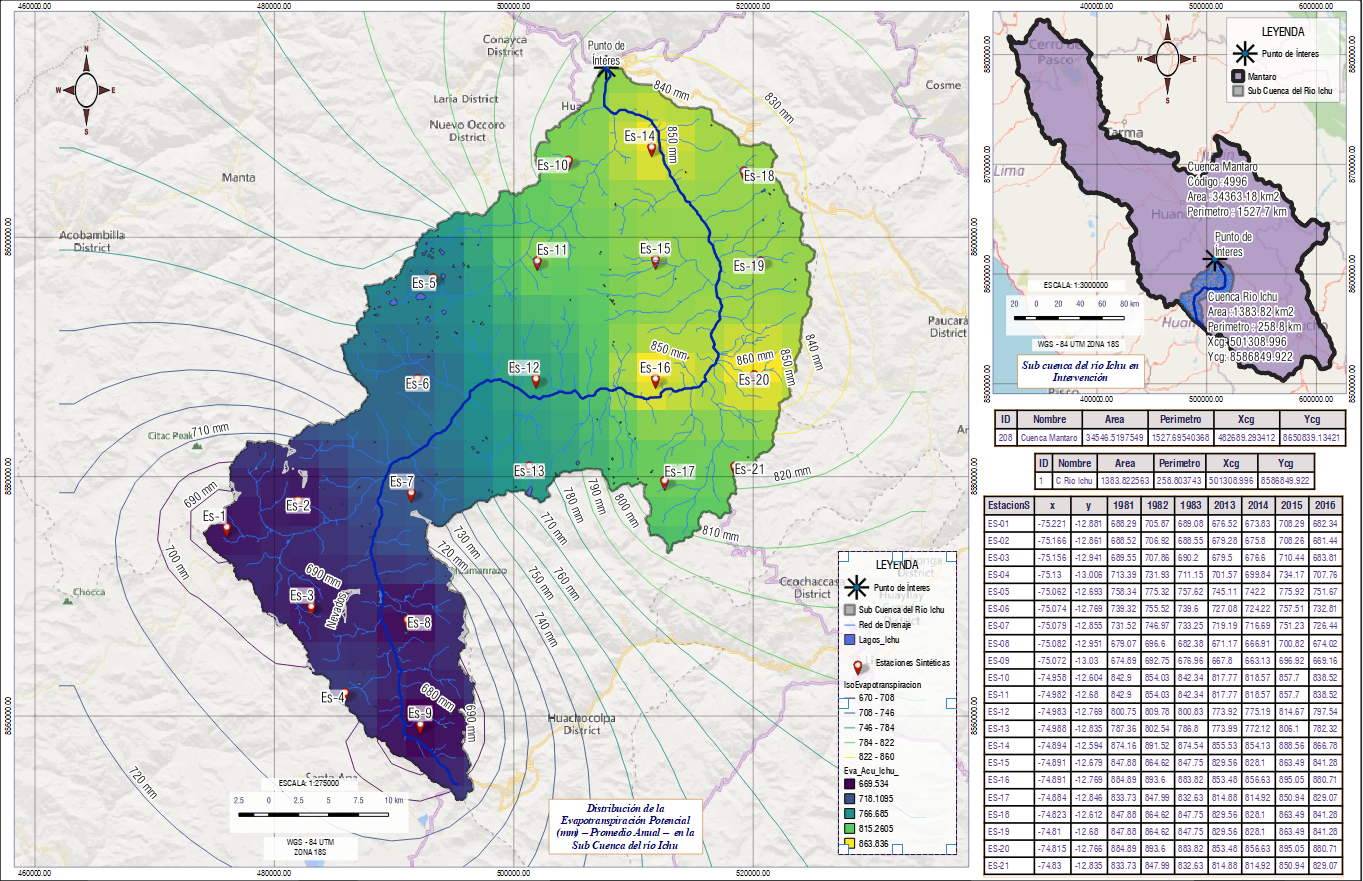 460000.00 480000.00 500000.00 520000.00
8600000.00
8580000.00
8560000.00
8600000.00
8580000.00
8560000.00
460000.00 480000.00 500000.00 520000.00
N
W E
S
Conayca
District
Laria District
Nuevo Occoro
District
Manta
Acobambilla
District
Cosme
Paucará
District
Citac Peak
Chocca
Huachocolpa
District
Ccochaccasa
District
Santa Ana
Punto de
Interes
Hua
Es-14
Es-10
Es-18
Es-11
Es-15
Es-19
Es-5
Es-12
Es-16
Es-20
Es-6
Es-13
Es-17
Es-21
Es-7
Es-2
Es-1
Es-3
Nevados
Es-8
Es-4
Es-9
840 mm
830 mm
850 mm
850 mm
860 mm
850 mm
840 mm
820 mm
810 mm
800 mm
790 mm
780 mm
770 mm
760 mm
750 mm
740 mm
730 mm
720 mm
710 mm
690 mm
700 mm
690 mm
680 mm
690 mm
720 mm
ESCALA: 1:275000
2.5 0 2.5 5 7.5 10 km
WGS - 84 UTM
ZONA 18S
Distribución de la
Evapotranspiración Potencial
(mm) – Promedio Anual – en la
Sub Cuenca del río Ichu
LEYENDA
Punto de Ínteres
Sub Cuenca del Rio Ichu
Red de Drenaje
Lagos_Ichu
Estaciones Sintéticas
IsoEvapotranspiracion
670 - 708
708 - 746
746 - 784
784 - 822
822 - 860
Eva_Acu_Ichu_
669.534
718.1095
766.685
815.2605
863.836
400000.00 500000.00 600000.00
N
W E
S
LEYENDA
Punto de Ínteres
Mantaro
Sub Cuenca del Rio Ichu
Cerro de
Pasco
Tarma
Lima
Cuenca Mantaro
Código :4996
Area :34363.18 km2
Perimetro : 1527.7 km
Punto de
Interes
Cuenca Rio Ichu
Area :1383.82 km2
Perimetro : 258.8 km
Xcg:501308.996
Ycg: 8586849.922
ESCALA: 1:3000000
20 0 20 40 60 80 km
WGS - 84 UTM ZONA 18S
Sub cuenca del río Ichu en
Intervención
400000.00 500000.00 600000.00
ID Nombre Area Perimetro Xcg Ycg
208 Cuenca Mantaro 34546.5197549 1527.69540368 482689.293412 8650839.13421
ID Nombre Area Perimetro Xcg Ycg
1 C Rio Ichu 1383.822563 258.803743 501308.996 8586849.922
EstacionS x y 1981 1982 1983 2013 2014 2015 2016
ES-01 -75.221 -12.881 688.29 705.87 689.08 676.52 673.83 708.29 682.34
ES-02 -75.166 -12.861 688.52 706.92 688.55 679.28 675.8 708.26 681.44
ES-03 -75.156 -12.941 689.55 707.86 690.2 679.5 676.6 710.44 683.81
ES-04 -75.13 -13.006 713.39 731.93 711.15 701.57 699.84 734.17 707.76
ES-05 -75.062 -12.693 758.34 775.32 757.62 745.11 742.2 775.92 751.67
ES-06 -75.074 -12.769 739.32 755.52 739.6 727.08 724.22 757.51 732.81
ES-07 -75.079 -12.855 731.52 746.97 733.25 719.19 716.69 751.23 726.44
ES-08 -75.082 -12.951 679.07 696.6 682.38 671.17 666.91 700.82 674.02
ES-09 -75.072 -13.03 674.89 692.75 676.96 667.8 663.13 696.92 669.16
ES-10 -74.958 -12.604 842.9 854.03 842.34 817.77 818.57 857.7 838.52
ES-11 -74.982 -12.68 842.9 854.03 842.34 817.77 818.57 857.7 838.52
ES-12 -74.983 -12.769 800.75 809.78 800.83 773.92 775.19 814.67 797.54
ES-13 -74.988 -12.835 787.36 802.54 786.8 773.99 772.12 806.1 782.32
ES-14 -74.894 -12.594 874.16 891.52 874.54 855.53 854.13 888.56 866.78
ES-15 -74.891 -12.679 847.88 864.62 847.75 829.56 828.1 863.49 841.28
ES-16 -74.891 -12.769 884.89 893.6 883.82 853.48 856.63 895.05 880.71
ES-17 -74.884 -12.846 833.73 847.99 832.63 814.88 814.92 850.94 829.07
ES-18 -74.823 -12.612 847.88 864.62 847.75 829.56 828.1 863.49 841.28
ES-19 -74.81 -12.68 847.88 864.62 847.75 829.56 828.1 863.49 841.28
ES-20 -74.815 -12.766 884.89 893.6 883.82 853.48 856.63 895.05 880.71
ES-21 -74.83 -12.835 833.73 847.99 832.63 814.88 814.92 850.94 829.07